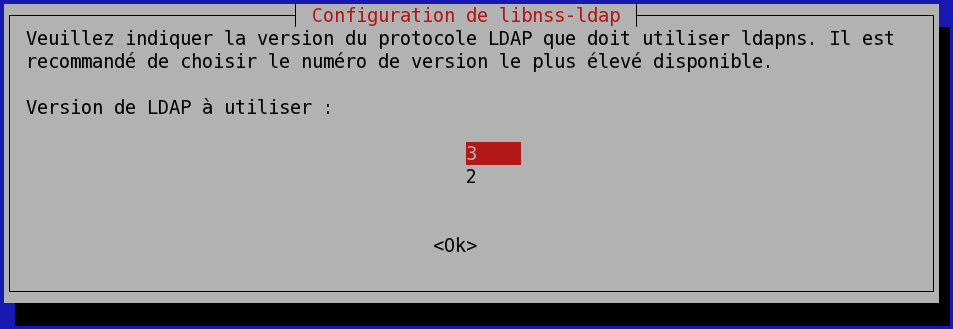 Configuration de libnss-ldap
Veuillez indiquer la version du protocole LDAP que doit utiliser ldapns. Il est
recommandé de choisir le numéro de version le plus élevé disponible.
Version de LDAP à utiliser :
3
2
<Ok>